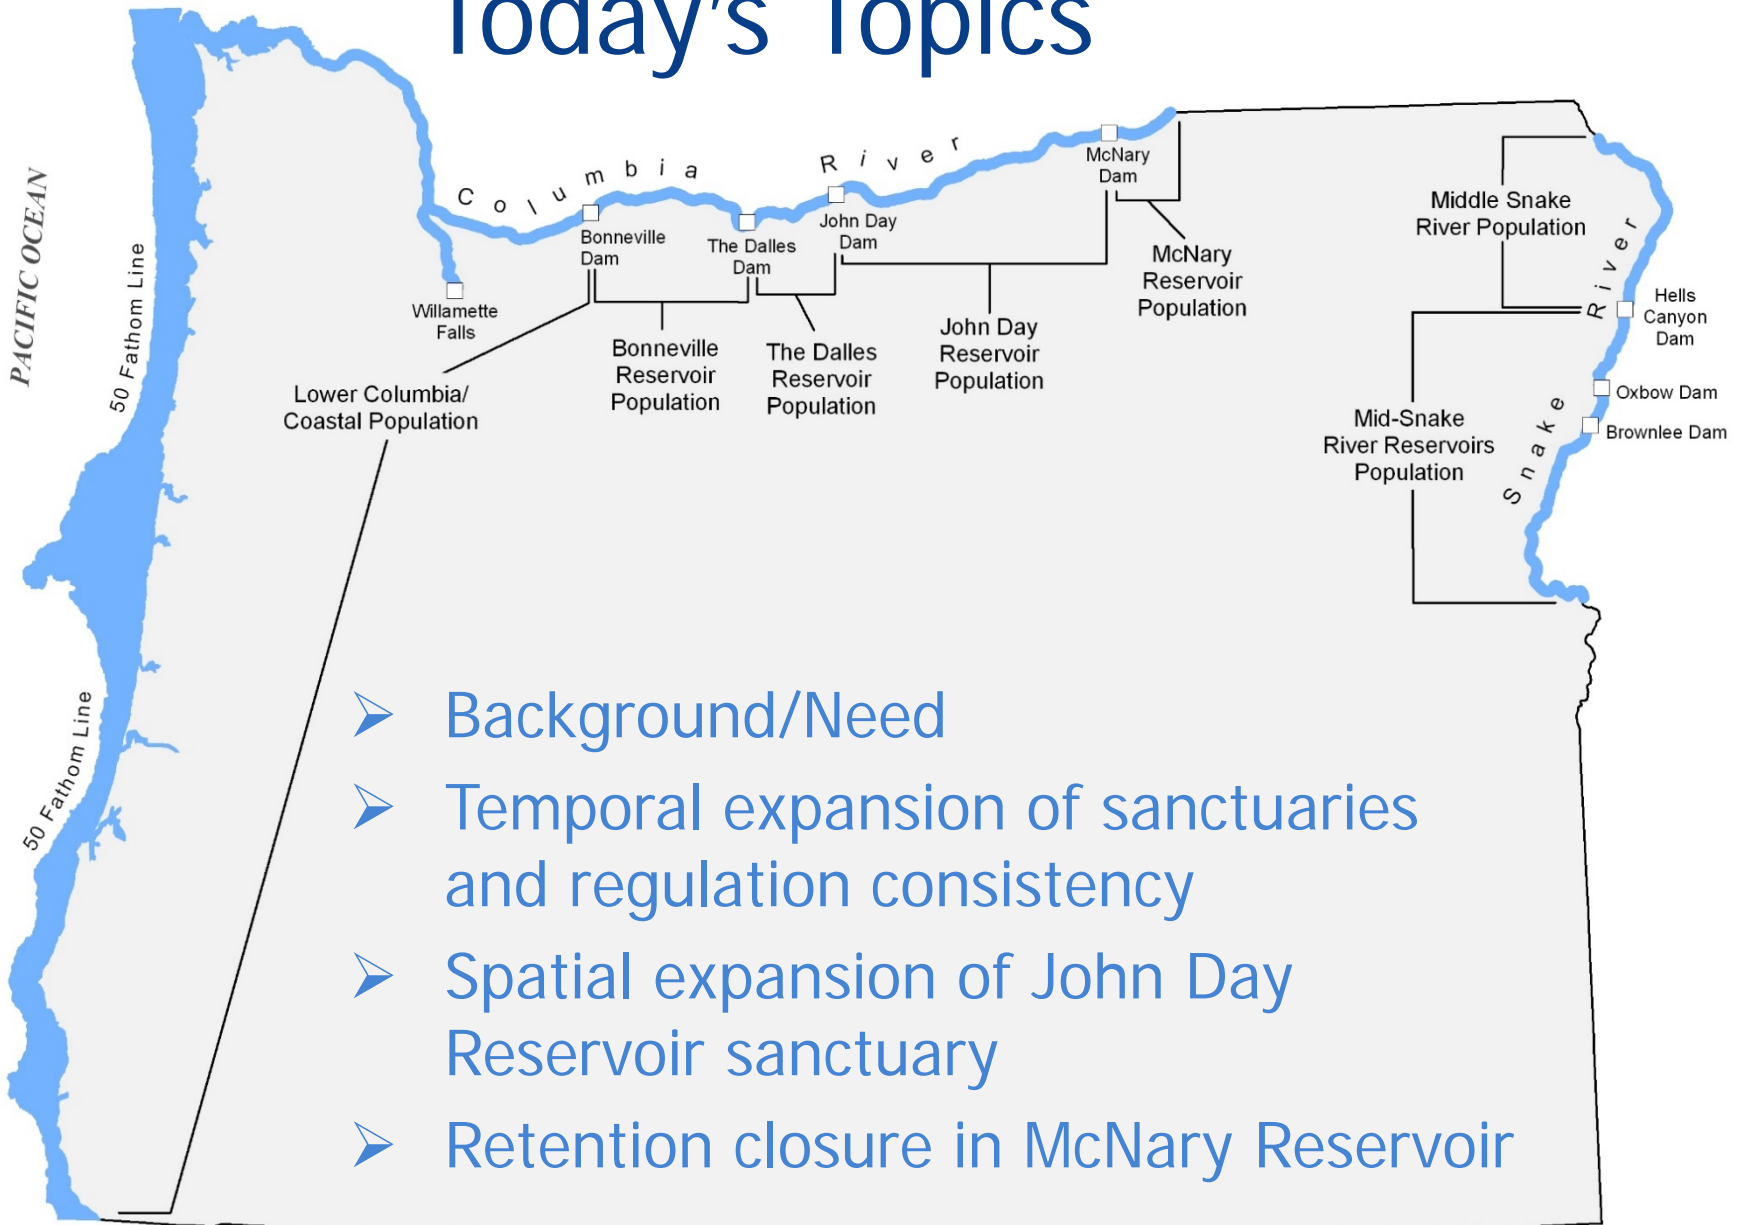 Today's Topics
PACIFIC OCEAN
50 Fathom Line
50 Fathom Line
Columbia River
Willamette
Falls
Bonneville
Dam
The Dalles
Dam
John Day
Dam
McNary
Dam
Lower Columbia/
Coastal Population
Bonneville
Reservoir
Population
The Dalles
Reservoir
Population
John Day
Reservoir
Population
McNary
Reservoir
Population
Middle Snake
River Population
Mid-Snake
River Reservoirs
Population
Snake River
Hells
Canyon
Dam
Oxbow Dam
Brownlee Dam
➢ Background/Need
➢ Temporal expansion of sanctuaries
and regulation consistency
➢ Spatial expansion of John Day
Reservoir sanctuary
➢ Retention closure in McNary Reservoir